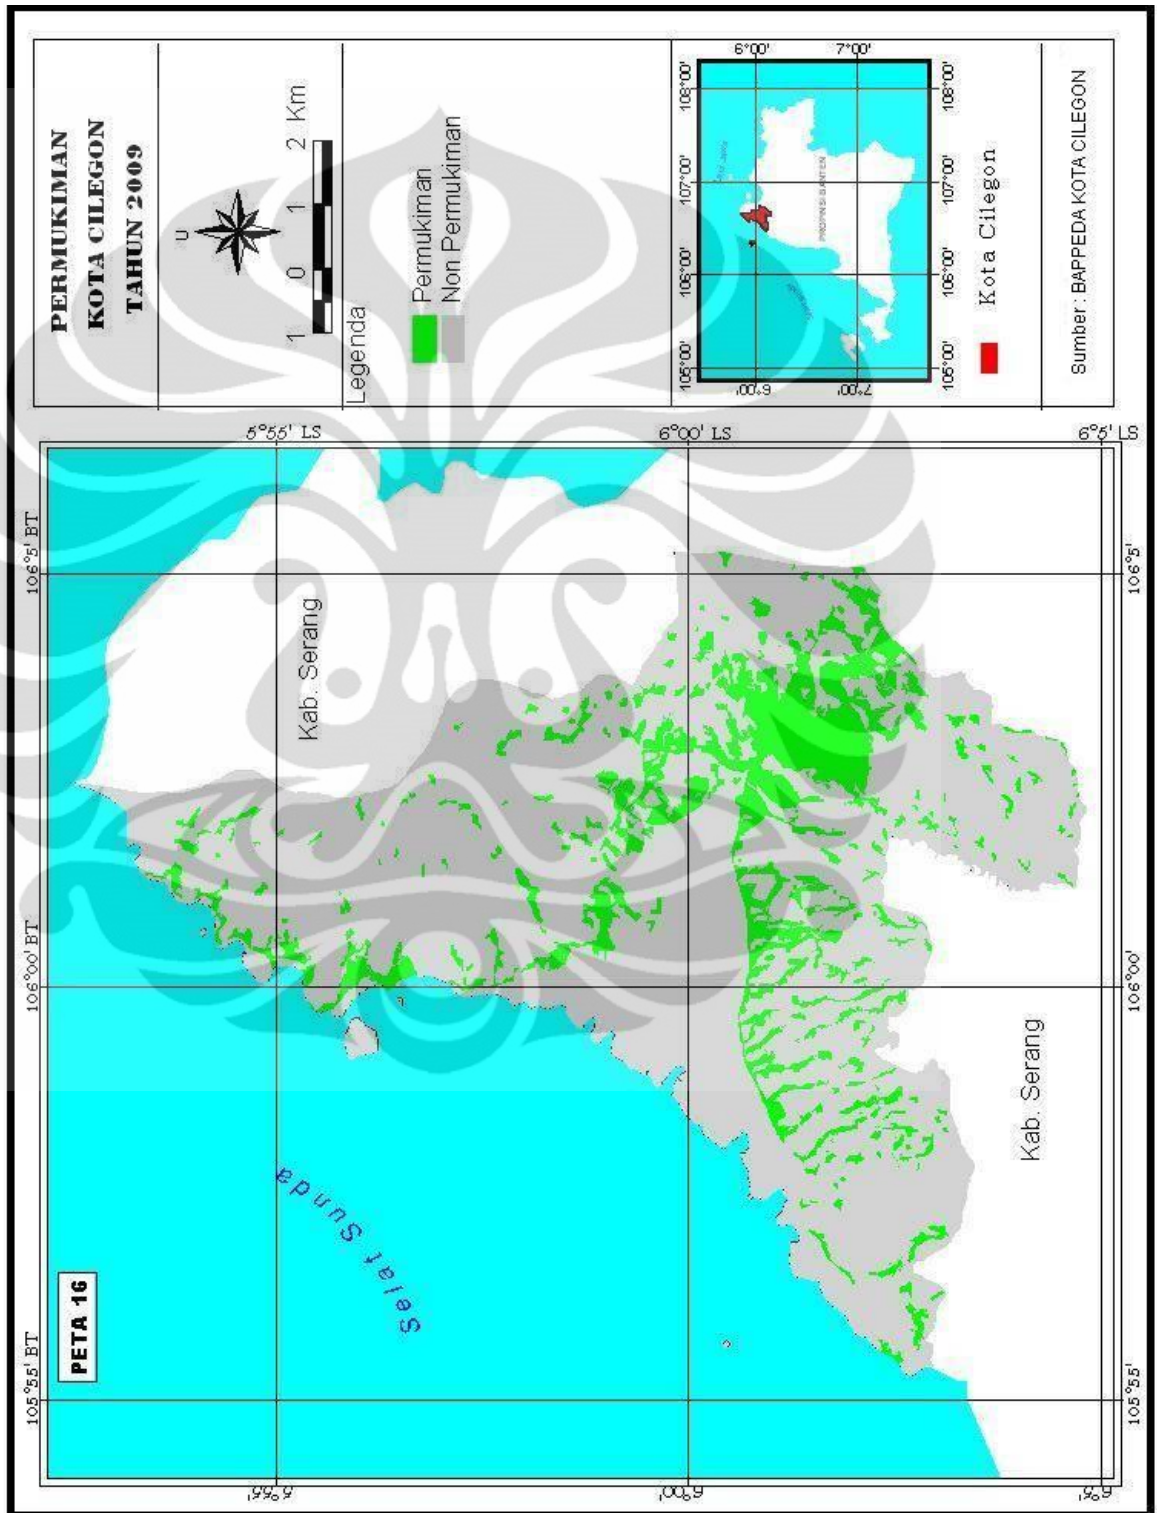 PETA 16
PERMUKIMAN
KOTA CILEGON
TAHUN 2009
U
1 0 1 2 Km
Legenda
Permukiman
Non Permukiman
105°00' 106°00' 107°00' 108°00'
6°00'
7°00'
PROPINSI BANTEN
6°00'
7°00'
105°00' 106°00' 107°00' 108°00'
Kota Cilegon
Sumber : BAPPEDA KOTA CILEGON
105°55' BT 106°00' BT 106°5' BT
5°55' LS
6°00' LS
6°5' LS
5°55'
6°00'
6°5'
105°55' 106°00' 106°5'
Selat Sunda
Kab. Serang
Kab. Serang